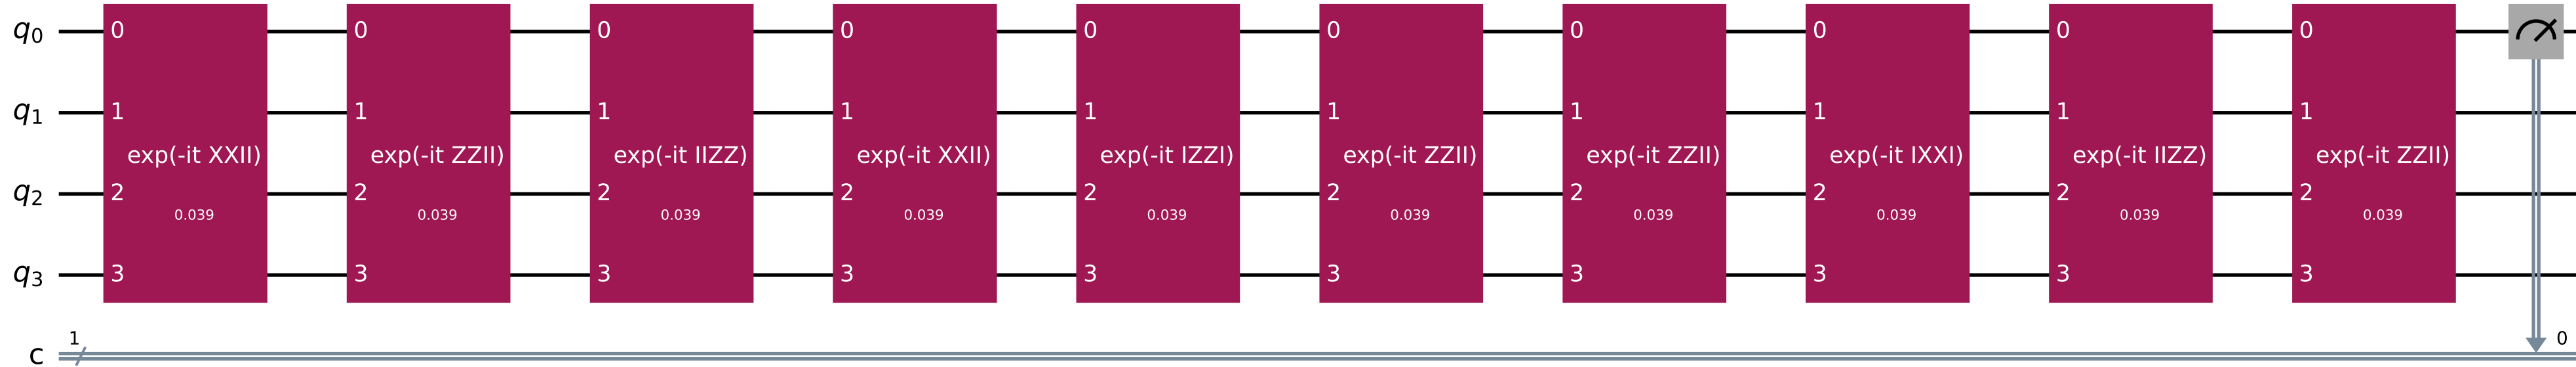 q0 0 0 0 0 0 0 0 0 0 0
q1 1 1 1 1 1 1 1 1 1 1
exp(-it XXII) exp(-it ZZII) exp(-it IIZZ) exp(-it XXII) exp(-it IZZI) exp(-it ZZII) exp(-it ZZII) exp(-it IXXI) exp(-it IIZZ) exp(-it ZZII)
q2 2 2 2 2 2 2 2 2 2 2
0.039 0.039 0.039 0.039 0.039 0.039 0.039 0.039 0.039 0.039
q3 3 3 3 3 3 3 3 3 3 3
c 1 0